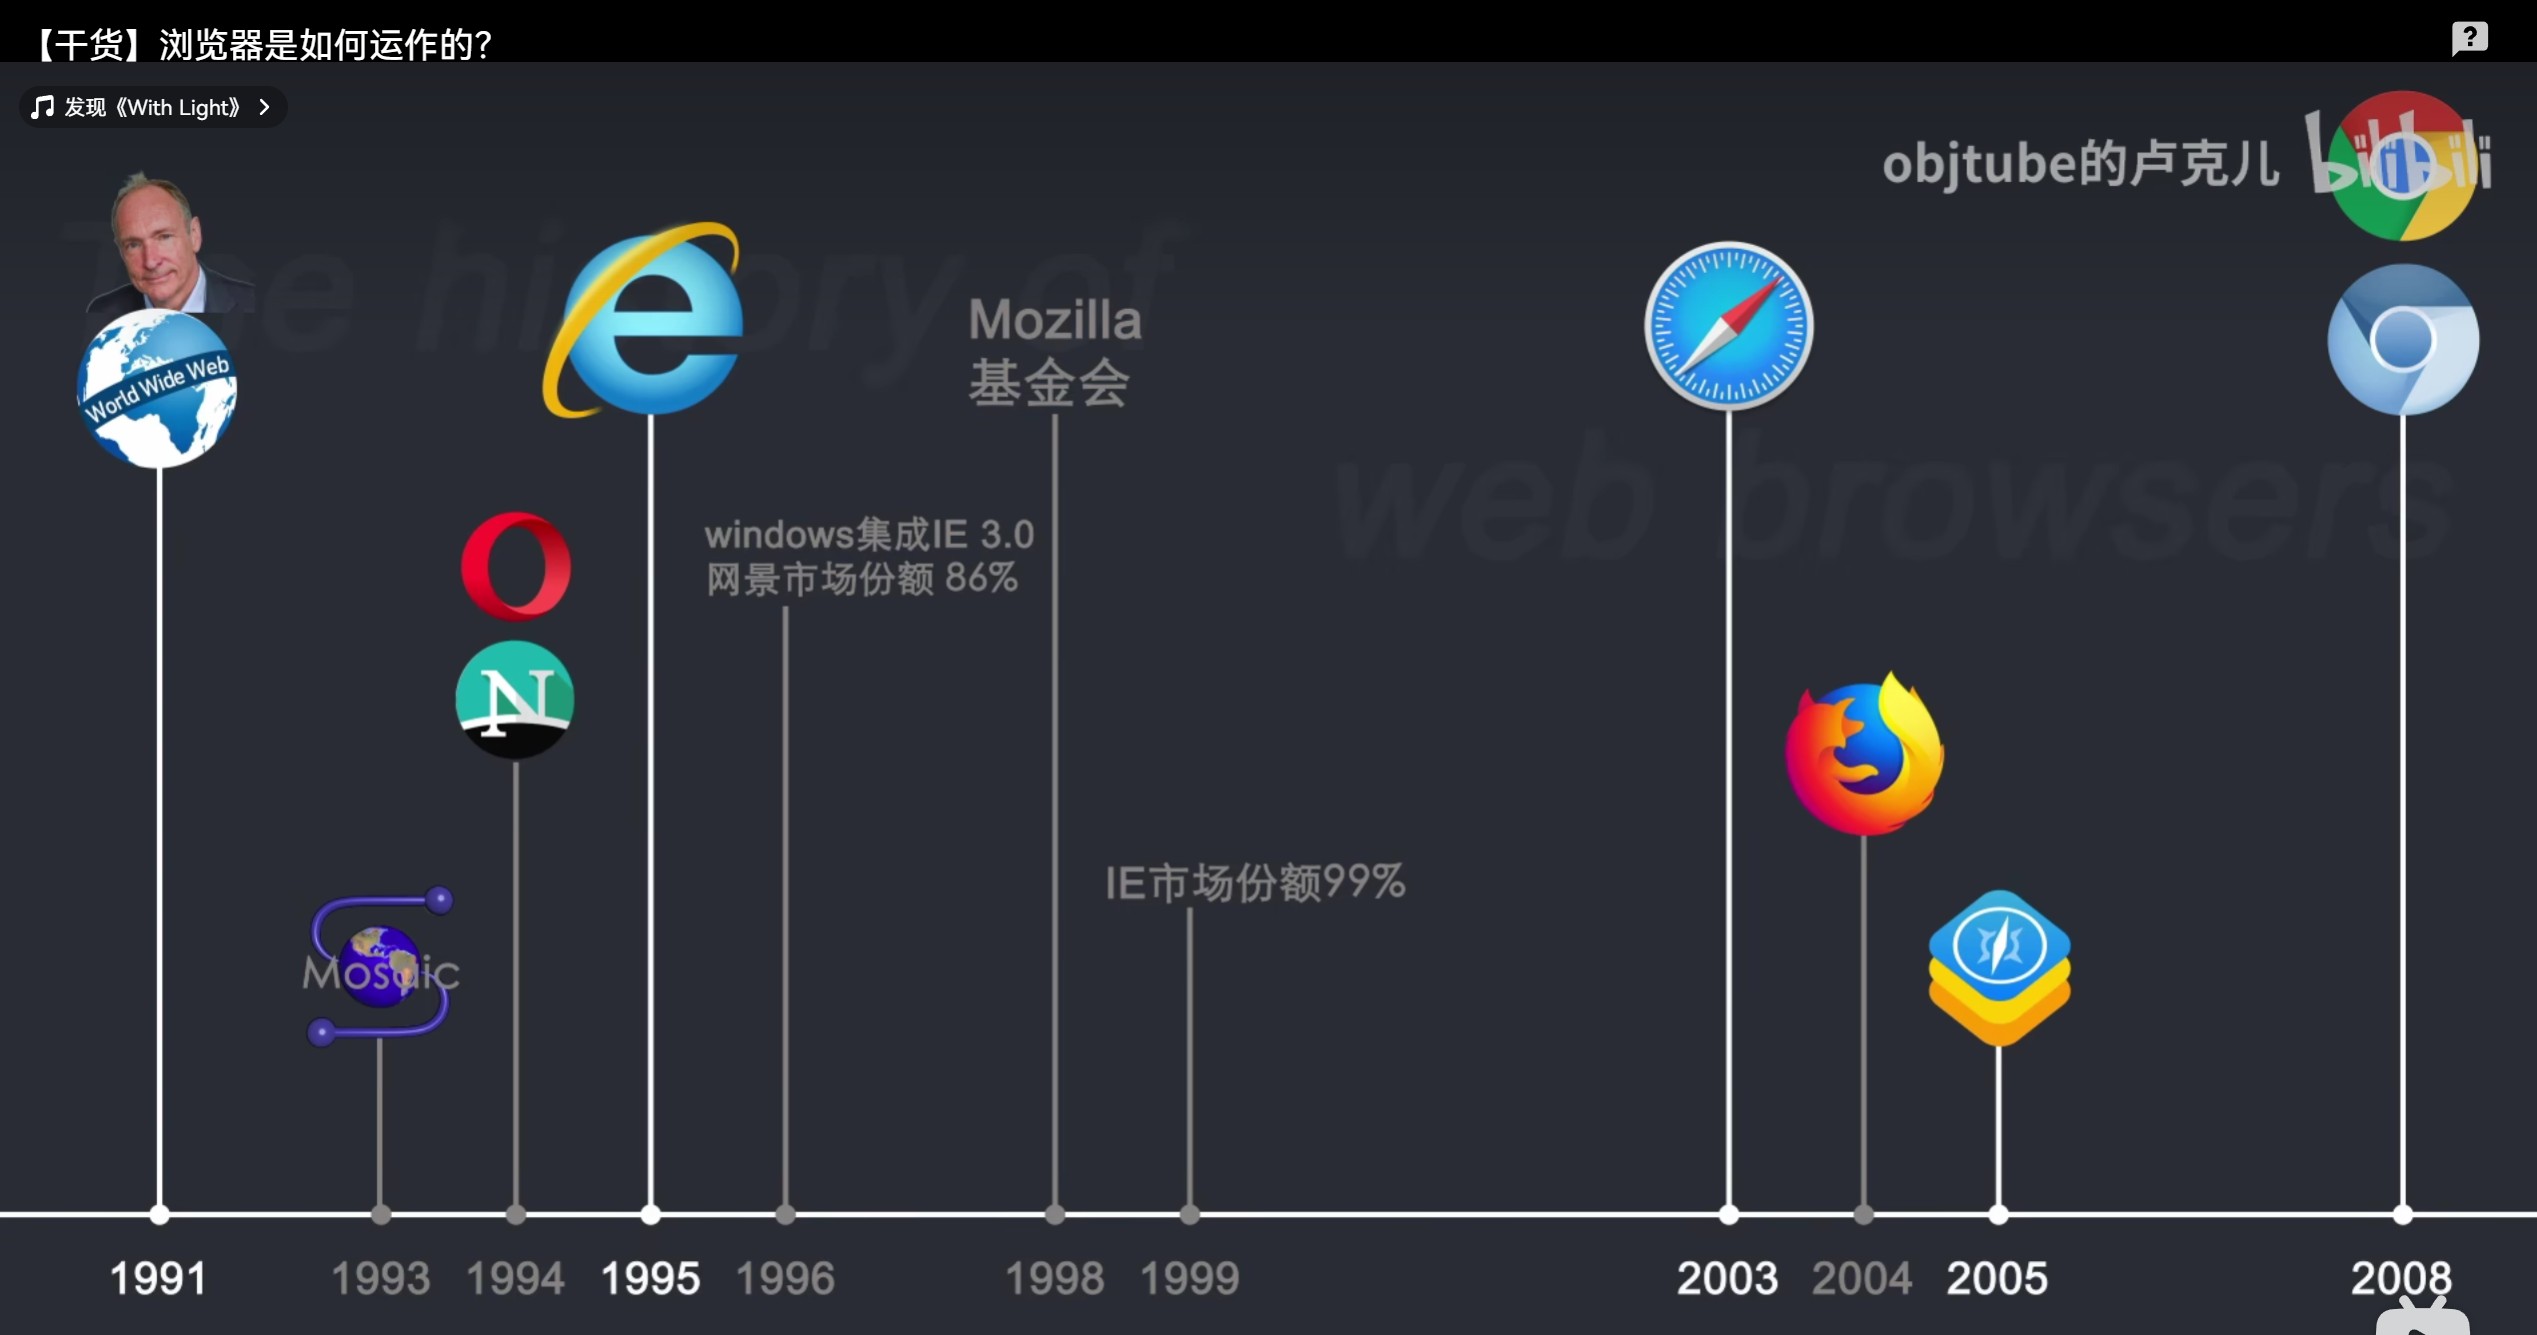 【干货】浏览器是如何运作的？
发现《With Light》
objtube的卢克儿
bilibili
The history of
web browsers
World Wide Web
Mozilla
基金会
windows集成IE 3.0
网景市场份额 86%
N
IE市场份额99%
Mosaic
1991
1993
1994
1995
1996
1998
1999
2003
2004
2005
2008